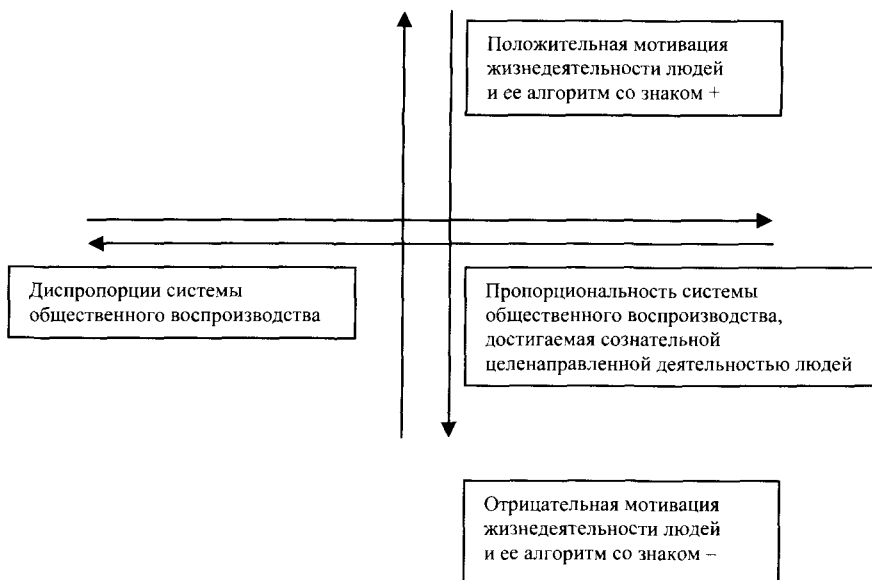 Положительная мотивация
жизнедеятельности людей
и ее алгоритм со знаком +
Диспропорции системы
общественного воспроизводства
Пропорциональность системы
общественного воспроизводства,
достигаемая сознательной
целенаправленной деятельностью людей
Отрицательная мотивация
жизнедеятельности людей
и ее алгоритм со знаком –